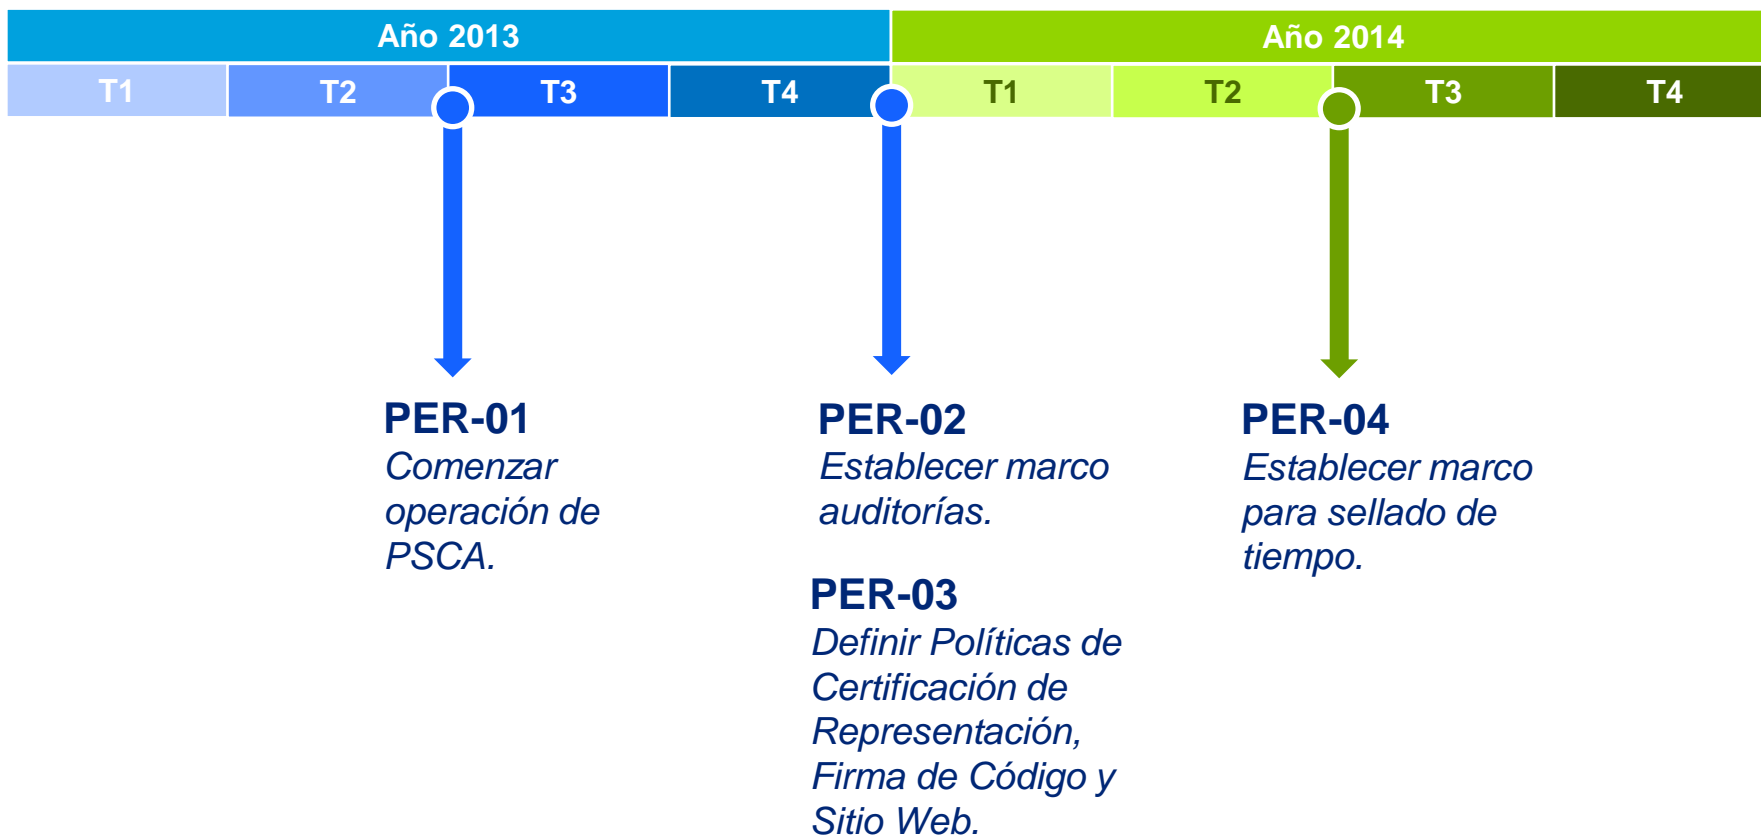 Año 2013
Año 2014
T1
T2
T3
T4
T1
T2
T3
T4
PER-01
Comenzar
operación de
PSCA.
PER-02
Establecer marco
auditorías.
PER-03
Definir Políticas de
Certificación de
Representación,
Firma de Código y
Sitio Web.
PER-04
Establecer marco
para sellado de
tiempo.